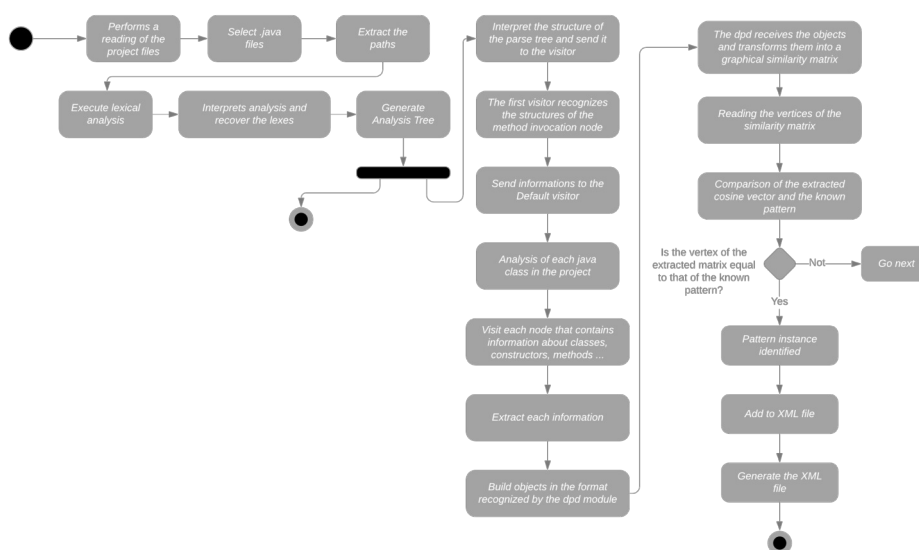 Performs a
reading of the
project files
Select .java
files
Extract the
paths
Execute lexical
analysis
Interprets analysis and
recover the lexes
Generate
Analysis Tree
Interpret the structure of
the parse tree and send it
to the visitor
The first visitor recognizes
the structures of the
method invocation node
Send informations to the
Default visitor
Analysis of each java
class in the project
Visit each node that contains
information about classes,
constructors, methods ...
Extract each information
Build objects in the format
recognized by the dpd module
The dpd receives the objects
and transforms them into a
graphical similarity matrix
Reading the vertices of the
similarity matrix
Comparison of the extracted
cosine vector and the known
pattern
Is the vertex of the
extracted matrix equal
to that of the known
pattern?
Not
Go next
Yes
Pattern instance
identified
Add to XML file
Generate the XML
file